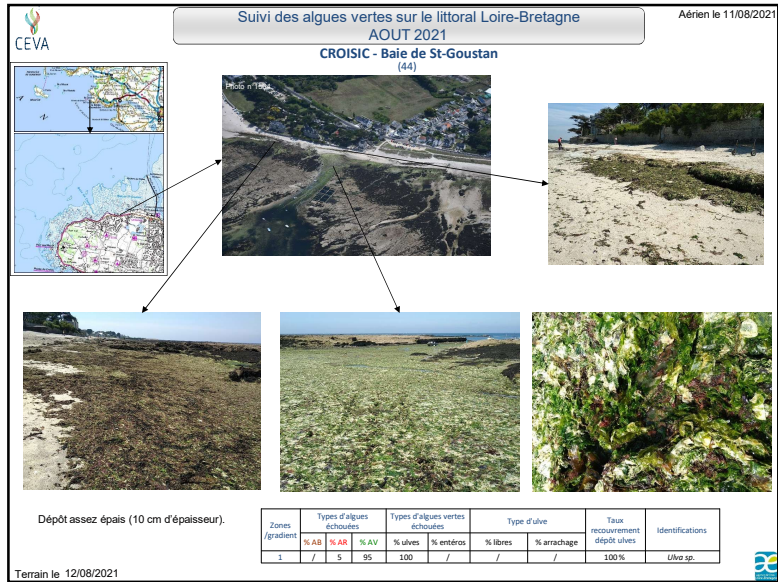 Suivi des algues vertes sur le littoral Loire-Bretagne
AOUT 2021
Aérien le 11/08/2021
CEVA
CROISIC - Baie de St-Goustan
(44)
Dépôt assez épais (10 cm d'épaisseur).
Zones /gradient
Types d'algues échouées
Types d'algues vertes échouées
Type d'ulve
Taux recouvrement dépôt ulves
Identifications
% AB % AR % AV % ulves % entéros % libres % arrachage
1 / 5 95 100 / / / 100 % Ulva sp.
Terrain le 12/08/2021